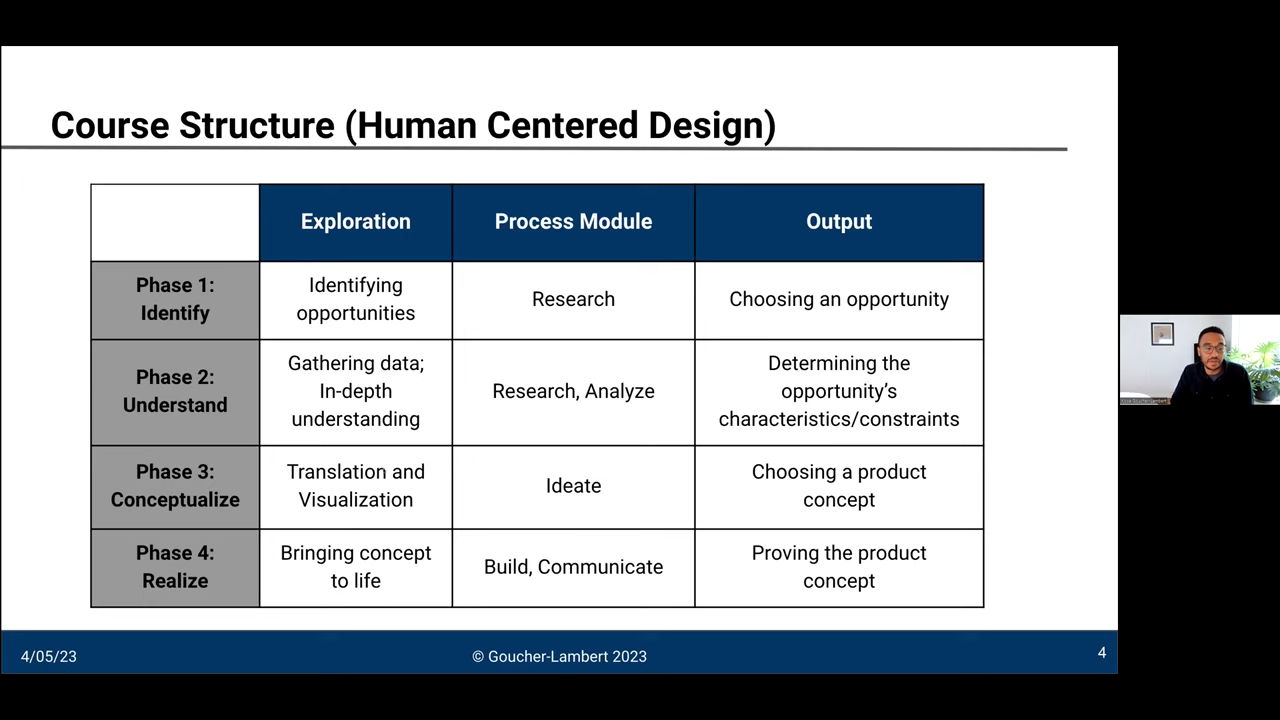 Course Structure (Human Centered Design)
Exploration
Process Module
Output
Phase 1:
Identify
Identifying
opportunities
Research
Choosing an opportunity
Phase 2:
Understand
Gathering data;
In-depth
understanding
Research, Analyze
Determining the
opportunity’s
characteristics/constraints
Phase 3:
Conceptualize
Translation and
Visualization
Ideate
Choosing a product
concept
Phase 4:
Realize
Bringing concept
to life
Build, Communicate
Proving the product
concept
4/05/23
© Goucher-Lambert 2023
4
Kosa Goucher-Lambert